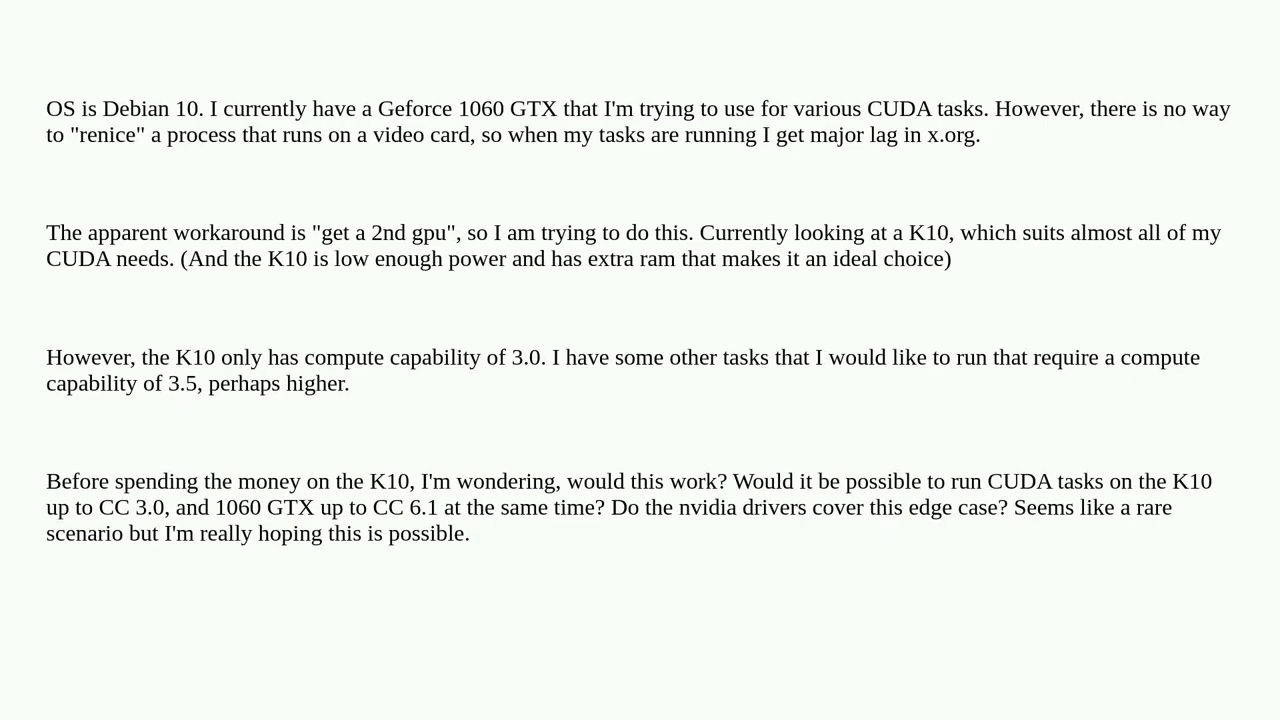 OS is Debian 10. I currently have a Geforce 1060 GTX that I'm trying to use for various CUDA tasks. However, there is no way
to "renice" a process that runs on a video card, so when my tasks are running I get major lag in x.org.
The apparent workaround is "get a 2nd gpu", so I am trying to do this. Currently looking at a K10, which suits almost all of my
CUDA needs. (And the K10 is low enough power and has extra ram that makes it an ideal choice)
However, the K10 only has compute capability of 3.0. I have some other tasks that I would like to run that require a compute
capability of 3.5, perhaps higher.
Before spending the money on the K10, I'm wondering, would this work? Would it be possible to run CUDA tasks on the K10
up to CC 3.0, and 1060 GTX up to CC 6.1 at the same time? Do the nvidia drivers cover this edge case? Seems like a rare
scenario but I'm really hoping this is possible.